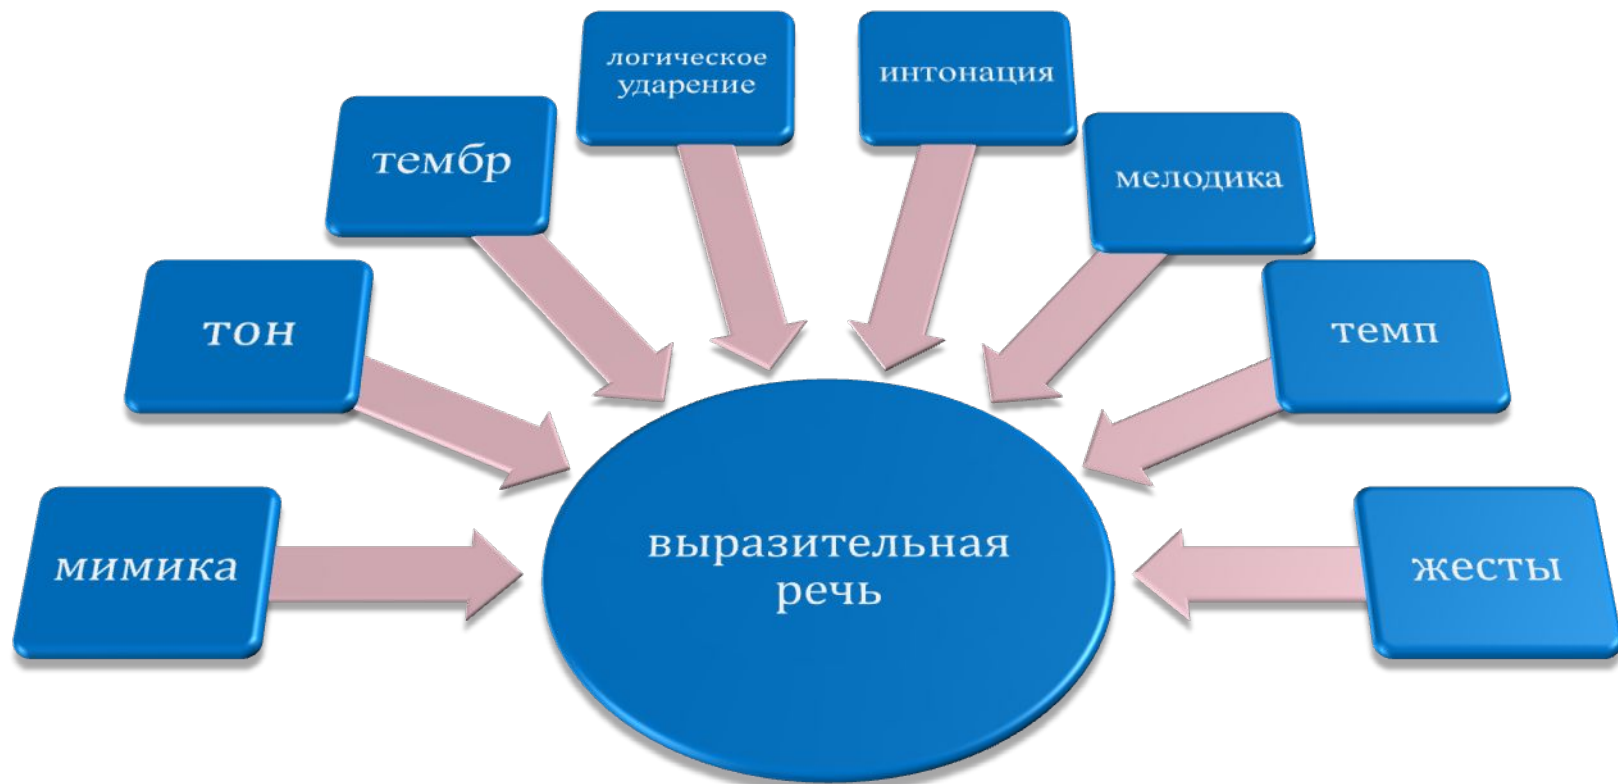 логическое
ударение
интонация
тембр
мелодика
тон
темп
мимика
выразительная
речь
жесты